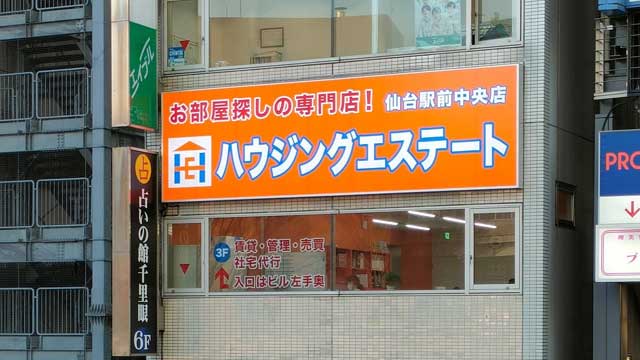 エイブル
お部屋探しの専門店！
仙台駅前中央店
ハウジングエステート
占
占いの館千里眼
6F
3F
賃貸・管理・売買
社宅代行
入口はビル左手奥
PRO